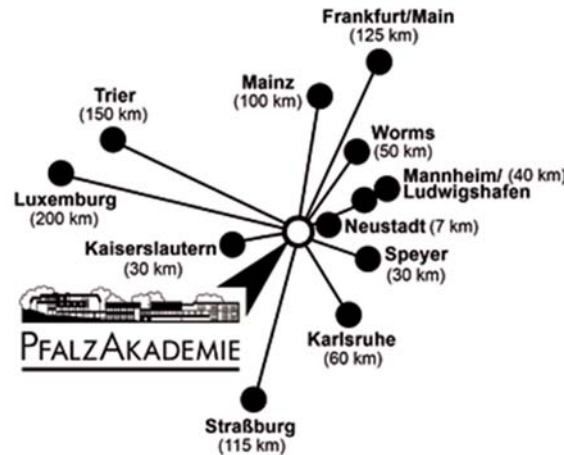 Frankfurt/Main
(125 km)
Mainz
(100 km)
Trier
(150 km)
Worms
(50 km)
Mannheim/ (40 km)
Ludwigshafen
Luxemburg
(200 km)
Neustadt (7 km)
Kaiserslautern
(30 km)
Speyer
(30 km)
PFALZAKADEMIE
Karlsruhe
(60 km)
Straßburg
(115 km)